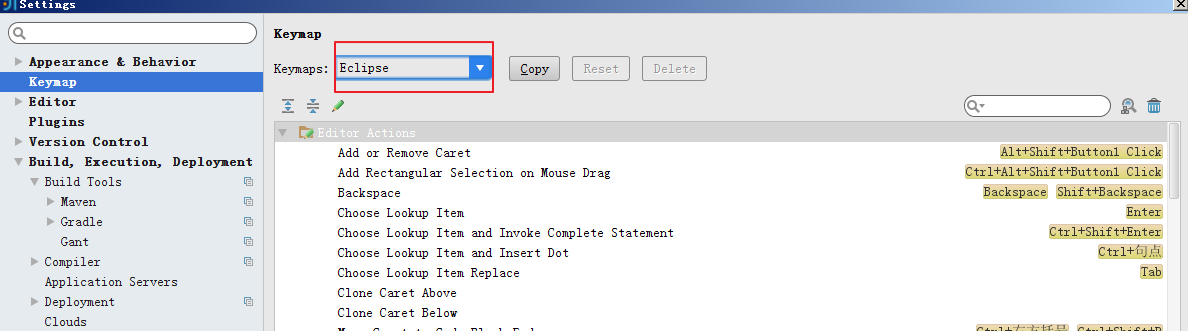 Settings
Appearance & Behavior
Keymap
Editor
Plugins
Version Control
Build, Execution, Deployment
Build Tools
Maven
Gradle
Gant
Compiler
Application Servers
Deployment
Clouds
Keymap
Keymaps: Eclipse Copy Reset Delete
Editor Actions
Add or Remove Caret Alt+Shift+Button1 Click
Add Rectangular Selection on Mouse Drag Ctrl+Alt+Shift+Button1 Click
Backspace Backspace Shift+Backspace
Choose Lookup Item Enter
Choose Lookup Item and Invoke Complete Statement Ctrl+Shift+Enter
Choose Lookup Item and Insert Dot Ctrl+句点
Choose Lookup Item Replace Tab
Clone Caret Above
Clone Caret Below